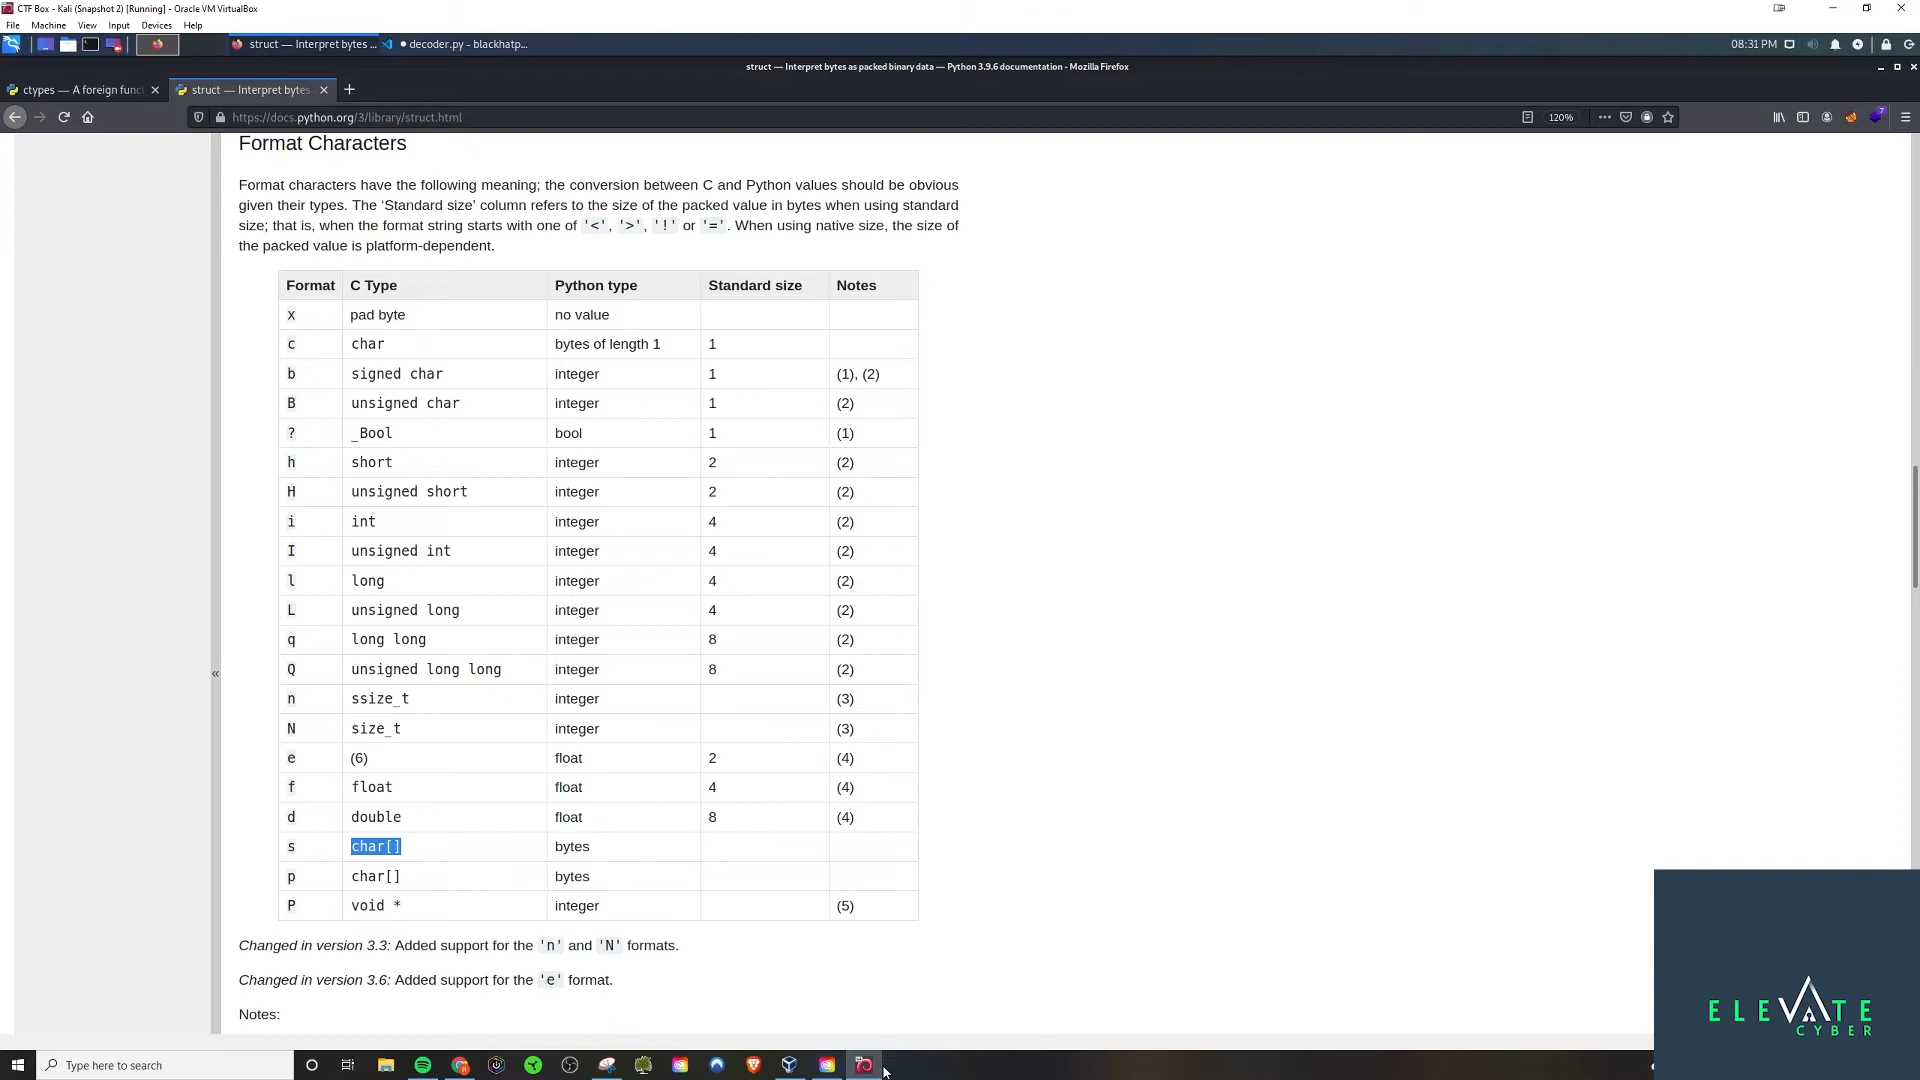 CTF Box - Kali (Snapshot 2) [Running] - Oracle VM VirtualBox
File Machine View Input Devices Help
struct — Interpret bytes ... ● decoder.py - blackhatp... 08:31 PM
struct — Interpret bytes as packed binary data — Python 3.9.6 documentation - Mozilla Firefox
ctypes — A foreign func struct — Interpret bytes
https://docs.python.org/3/library/struct.html 120% 7
Format Characters
Format characters have the following meaning; the conversion between C and Python values should be obvious
given their types. The ‘Standard size’ column refers to the size of the packed value in bytes when using standard
size; that is, when the format string starts with one of '<', '>', '!' or '='. When using native size, the size of
the packed value is platform-dependent.
Format C Type Python type Standard size Notes
x pad byte no value
c char bytes of length 1 1
b signed char integer 1 (1), (2)
B unsigned char integer 1 (2)
? _Bool bool 1 (1)
h short integer 2 (2)
H unsigned short integer 2 (2)
i int integer 4 (2)
I unsigned int integer 4 (2)
l long integer 4 (2)
L unsigned long integer 4 (2)
q long long integer 8 (2)
Q unsigned long long integer 8 (2)
n ssize_t integer (3)
N size_t integer (3)
e (6) float 2 (4)
f float float 4 (4)
d double float 8 (4)
s char[] bytes
p char[] bytes
P void * integer (5)
Changed in version 3.3: Added support for the 'n' and 'N' formats.
Changed in version 3.6: Added support for the 'e' format.
Notes:
«
ELEVATE
CYBER
Type here to search